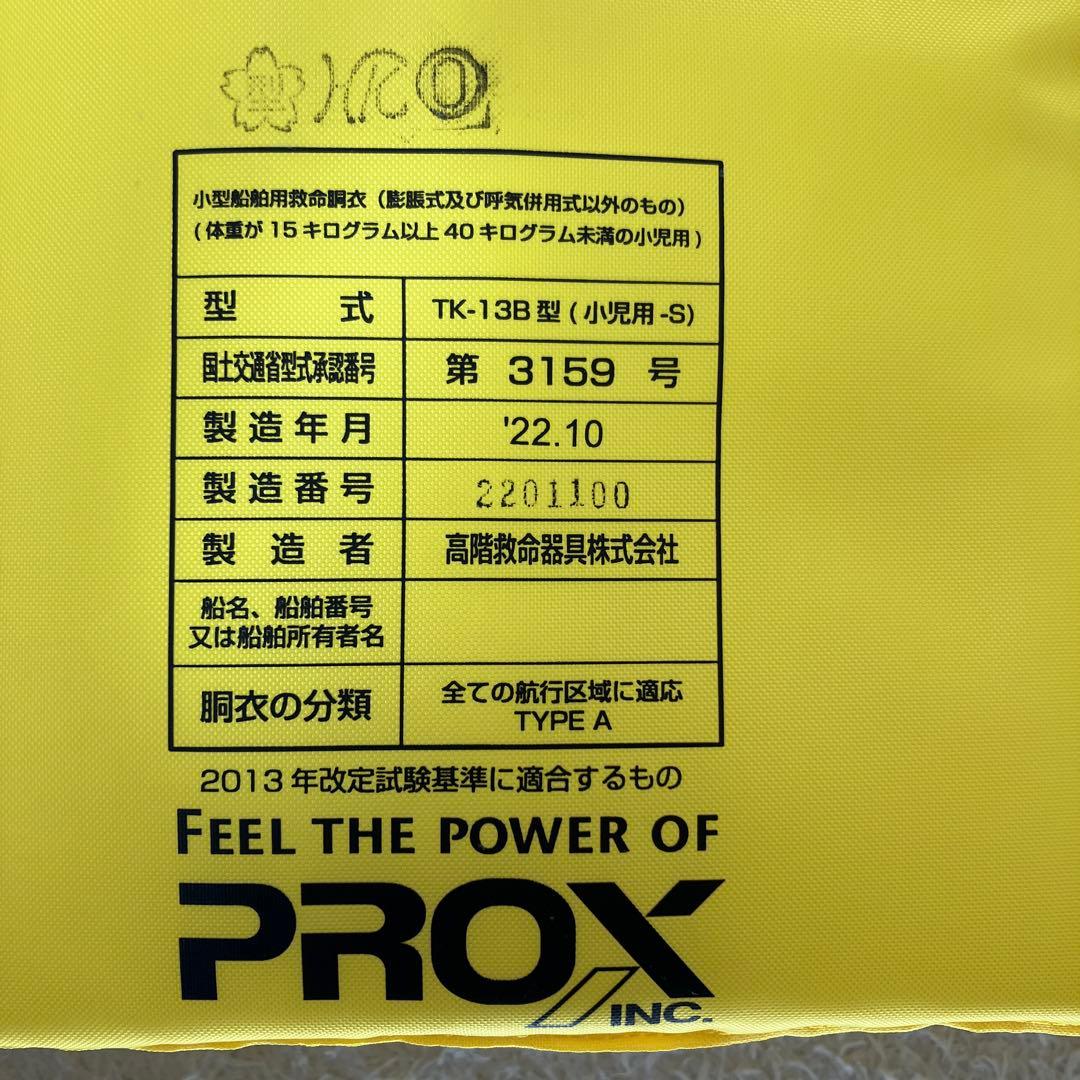 小型船舶用救命胴衣（膨脹式及び呼気併用式以外のもの）
(体重が 15 キログラム以上 40 キログラム未満の小児用)
型式 TK-13B 型 (小児用 -S)
国土交通省型式承認番号 第 3159 号
製造年月 '22.10
製造番号 2201100
製造者 高階救命器具株式会社
船名、船舶番号
又は船舶所有者名
胴衣の分類 全ての航行区域に適応
TYPE A
2013 年改定試験基準に適合するもの
FEEL THE POWER OF
PROX
INC.